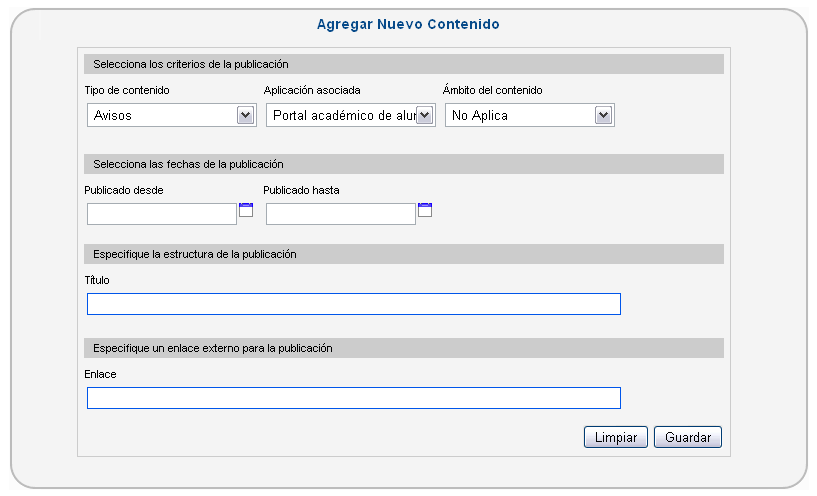 Agregar Nuevo Contenido
Selecciona los criterios de la publicación
Tipo de contenido Aplicación asociada Ámbito del contenido
Avisos Portal académico de alur No Aplica
Selecciona las fechas de la publicación
Publicado desde Publicado hasta
Especifique la estructura de la publicación
Título
Especifique un enlace externo para la publicación
Enlace
Limpiar Guardar